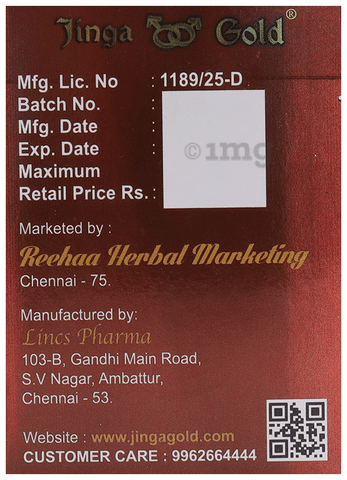 Jinga Gold®
Mfg. Lic. No : 1189/25-D
Batch No. :
Mfg. Date :
Exp. Date :
Maximum
Retail Price Rs. :
©1mg
Marketed by :
Reehaa Herbal Marketing
Chennai - 75.
Manufactured by:
Lincs Pharma
103-B, Gandhi Main Road,
S.V Nagar, Ambattur,
Chennai - 53.
Website : www.jingagold.com
CUSTOMER CARE : 9962664444